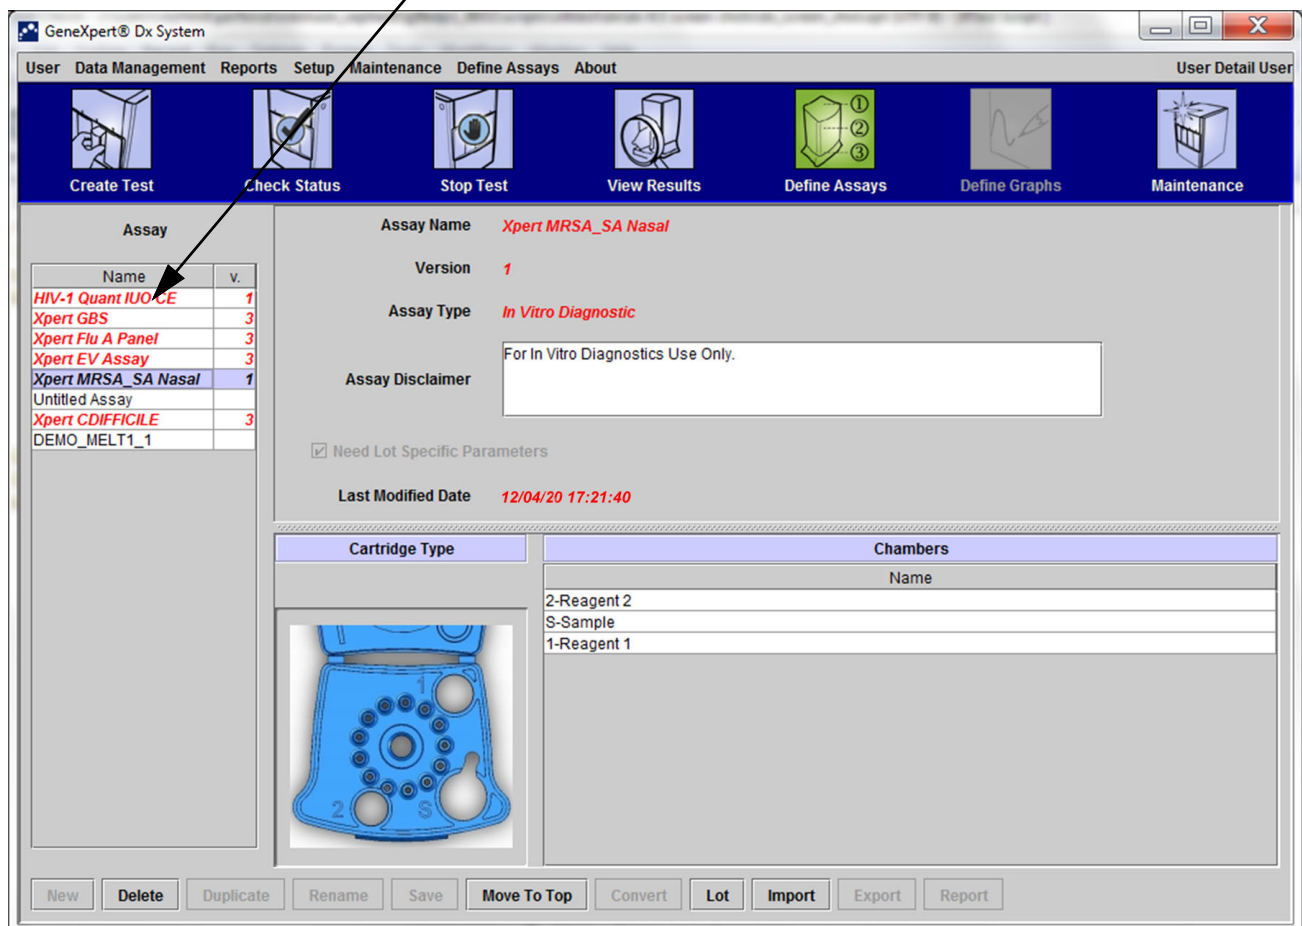 GeneXpert® Dx System
User Data Management Reports Setup Maintenance Define Assays About User Detail User
1
2
3
Create Test Check Status Stop Test View Results Define Assays Define Graphs Maintenance
Assay
Name v.
HIV-1 Quant IUO CE 1
Xpert GBS 3
Xpert Flu A Panel 3
Xpert EV Assay 3
Xpert MRSA_SA Nasal 1
Untitled Assay
Xpert CDIFFICILE 3
DEMO_MELT1_1
Assay Name Xpert MRSA_SA Nasal
Version 1
Assay Type In Vitro Diagnostic
Assay Disclaimer For In Vitro Diagnostics Use Only.
Need Lot Specific Parameters
Last Modified Date 12/04/20 17:21:40
Cartridge Type
1
2 S
Chambers
Name
2-Reagent 2
S-Sample
1-Reagent 1
New Delete Duplicate Rename Save Move To Top Convert Lot Import Export Report